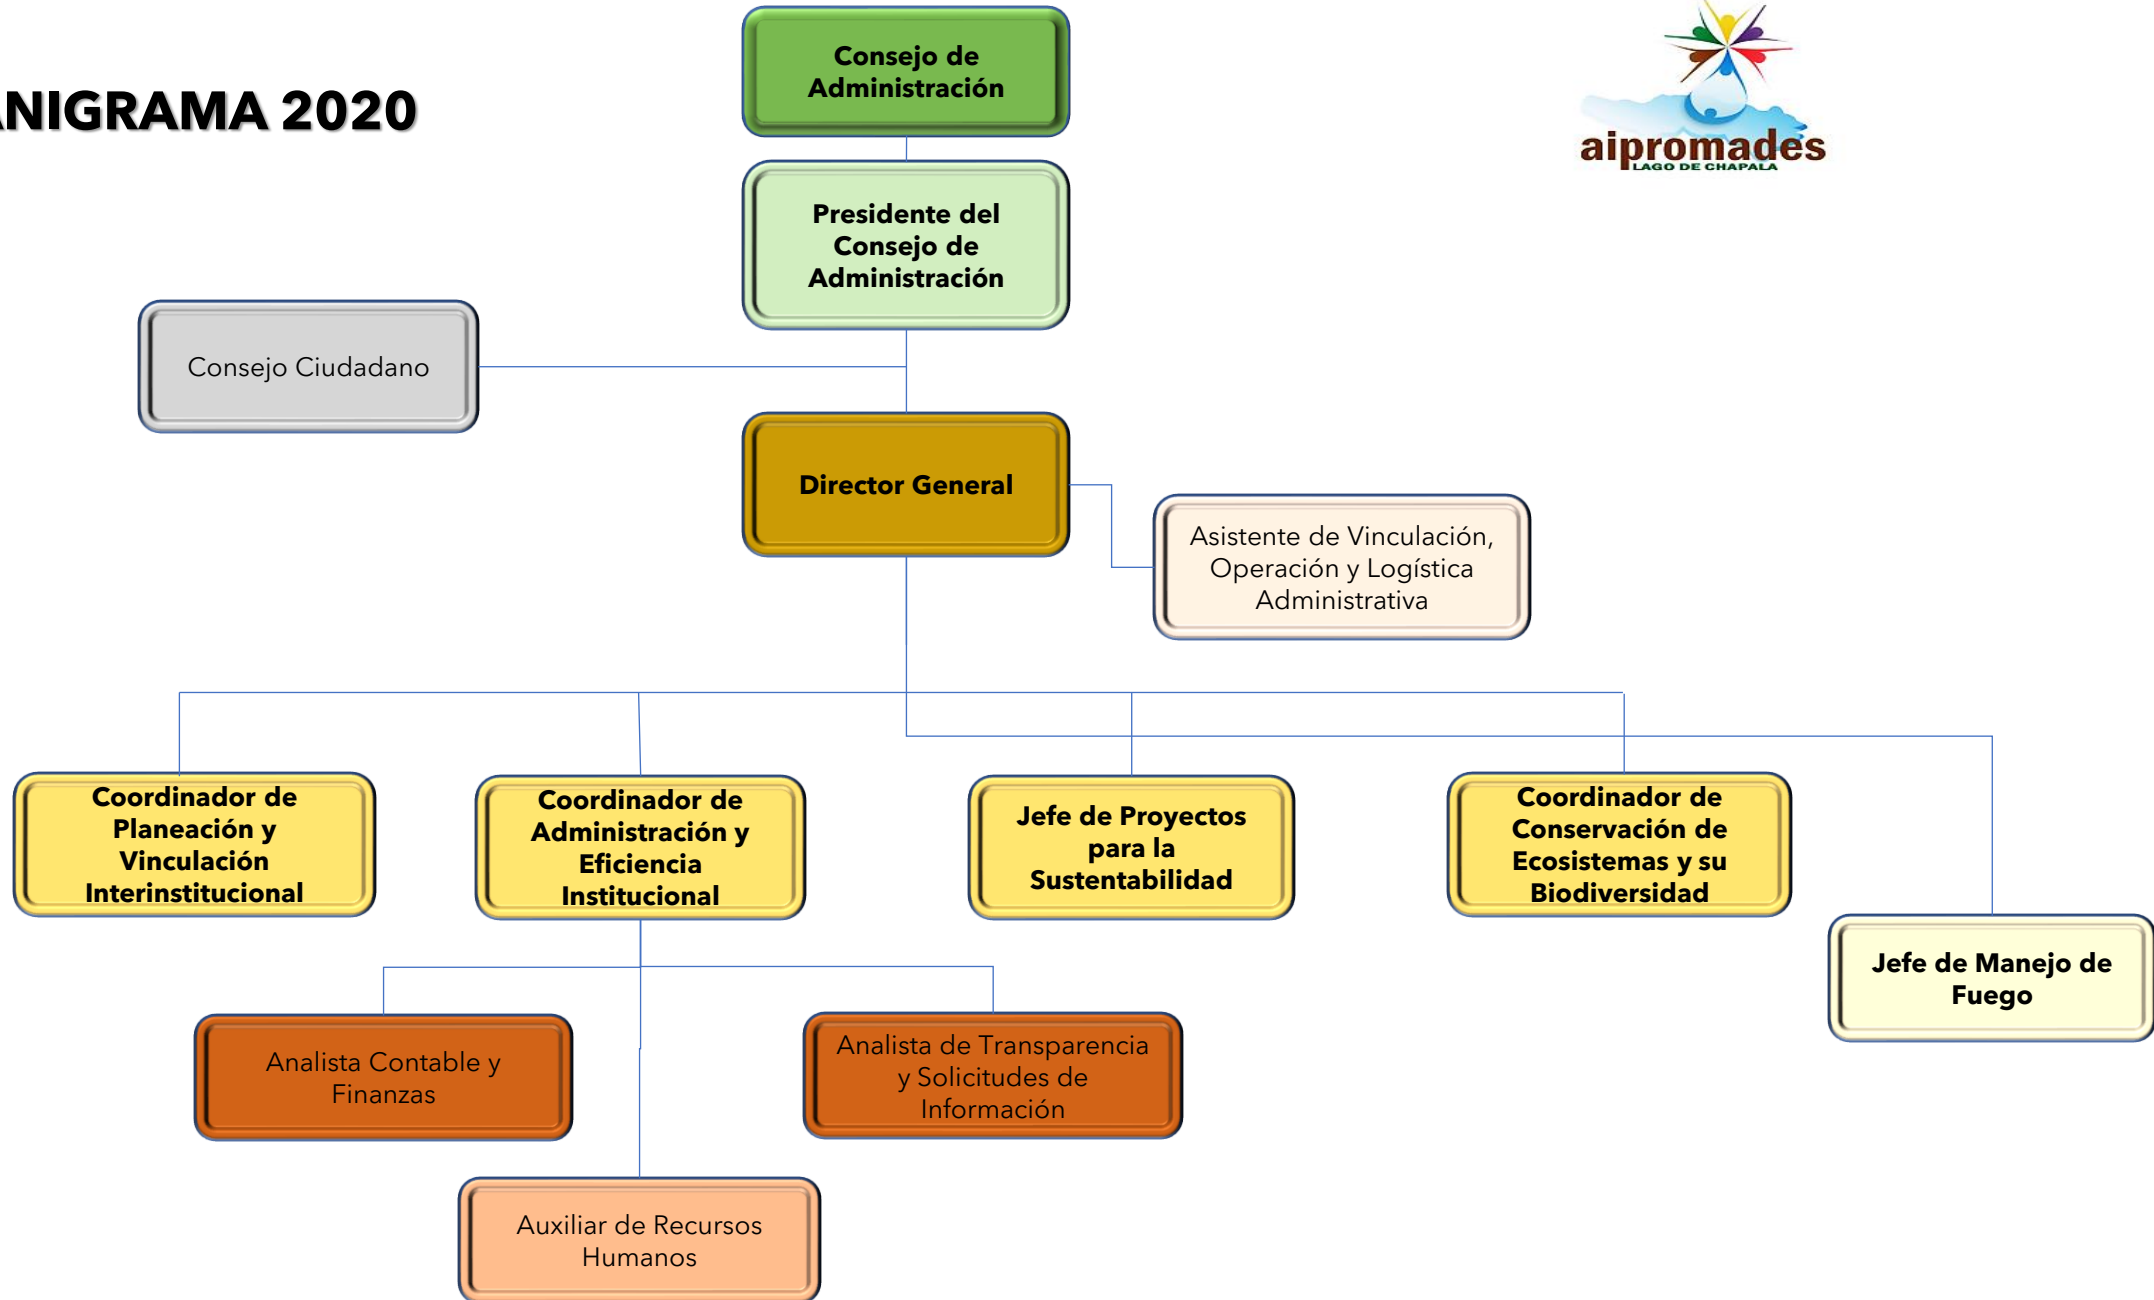 ANIGRAMA 2020
Consejo de
Administración
aipromades
LAGO DE CHAPALA
Presidente del
Consejo de
Administración
Consejo Ciudadano
Director General
Asistente de Vinculación,
Operación y Logística
Administrativa
Coordinador de
Planeación y
Vinculación
Interinstitucional
Coordinador de
Administración y
Eficiencia
Institucional
Jefe de Proyectos
para la
Sustentabilidad
Coordinador de
Conservación de
Ecosistemas y su
Biodiversidad
Jefe de Manejo de
Fuego
Analista Contable y
Finanzas
Analista de Transparencia
y Solicitudes de
Información
Auxiliar de Recursos
Humanos